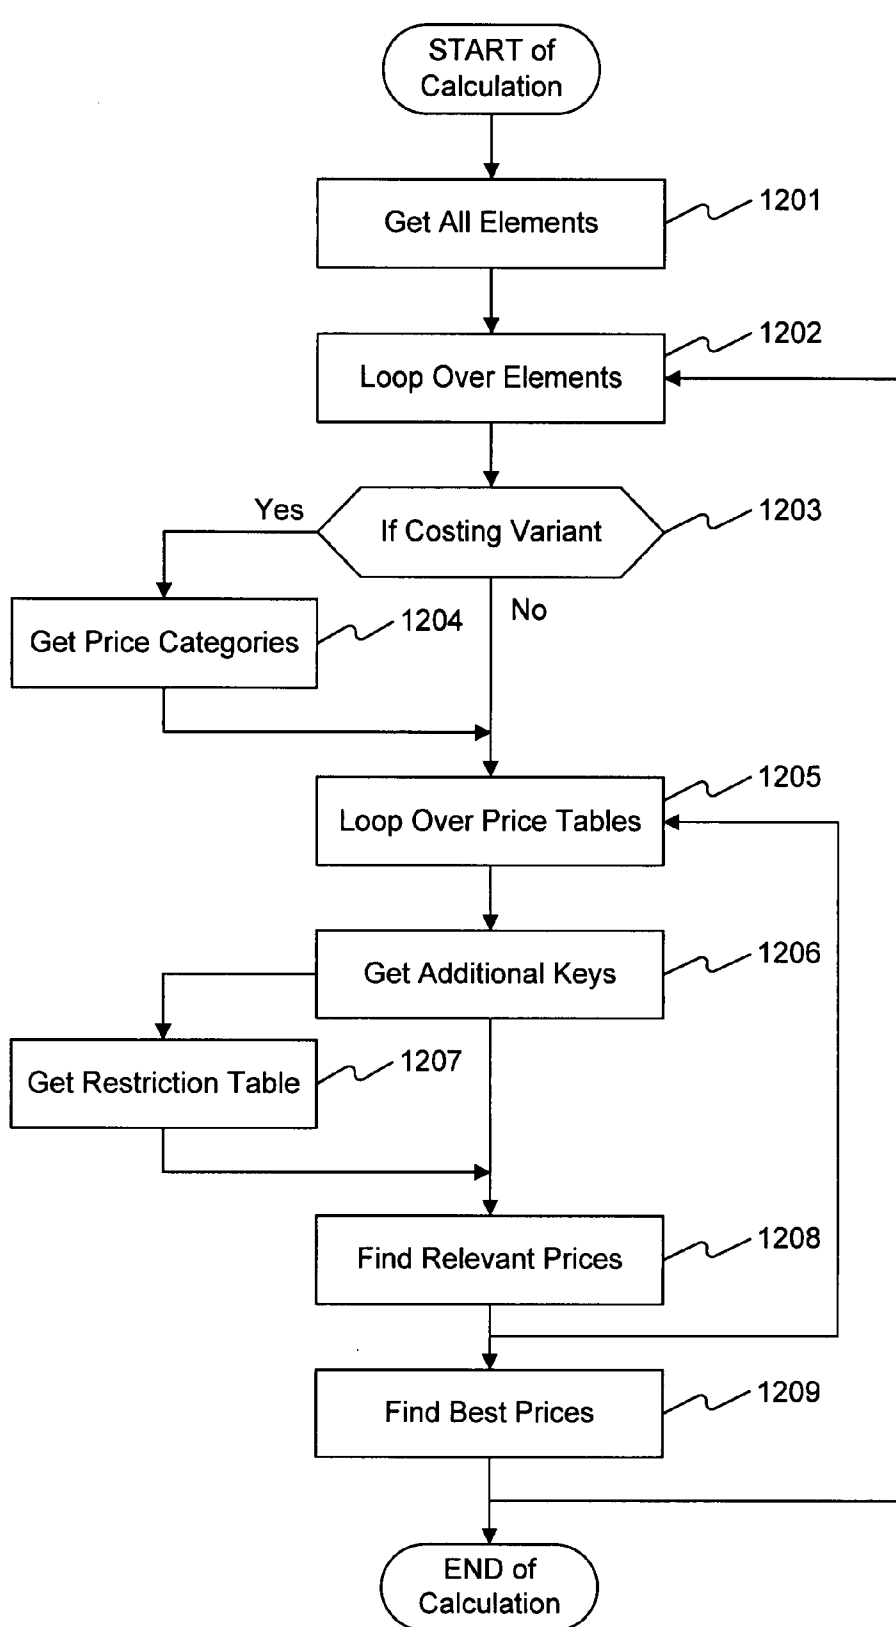 START of
Calculation
1201
Get All Elements
1202
Loop Over Elements
Yes
If Costing Variant
1203
No
1204
Get Price Categories
1205
Loop Over Price Tables
1206
Get Additional Keys
1207
Get Restriction Table
1208
Find Relevant Prices
1209
Find Best Prices
END of
Calculation